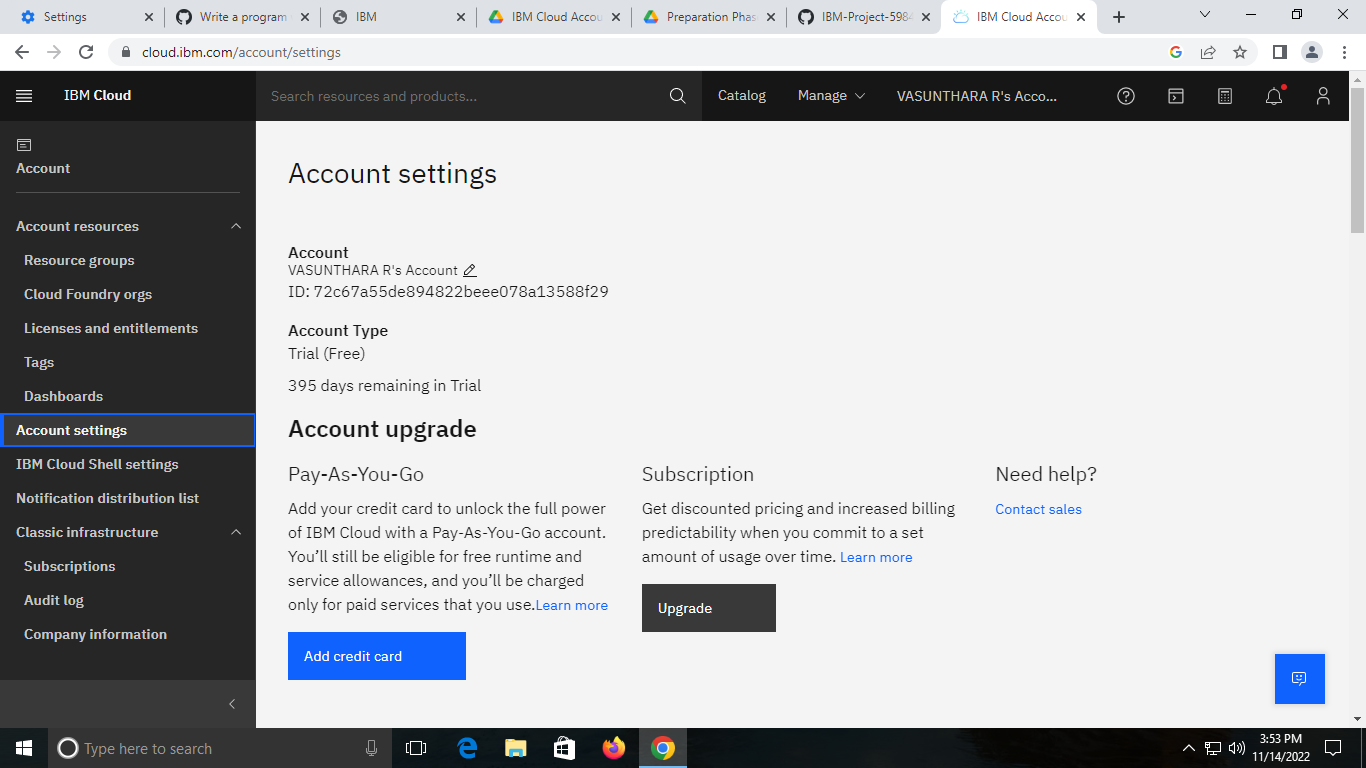 Settings
Write a program
IBM
IBM Cloud Accou
Preparation Phas
IBM-Project-5984
IBM Cloud Accou
cloud.ibm.com/account/settings
IBM Cloud
Search resources and products...
Catalog
Manage
VASUNTHARA R's Acco...
Account
Account resources
Resource groups
Cloud Foundry orgs
Licenses and entitlements
Tags
Dashboards
Account settings
IBM Cloud Shell settings
Notification distribution list
Classic infrastructure
Subscriptions
Audit log
Company information
Account settings
Account
VASUNTHARA R's Account
ID: 72c67a55de894822beee078a13588f29
Account Type
Trial (Free)
395 days remaining in Trial
Account upgrade
Pay-As-You-Go
Add your credit card to unlock the full power
of IBM Cloud with a Pay-As-You-Go account.
You’ll still be eligible for free runtime and
service allowances, and you’ll be charged
only for paid services that you use.Learn more
Add credit card
Subscription
Get discounted pricing and increased billing
predictability when you commit to a set
amount of usage over time. Learn more
Upgrade
Need help?
Contact sales
Type here to search
3:53 PM
11/14/2022